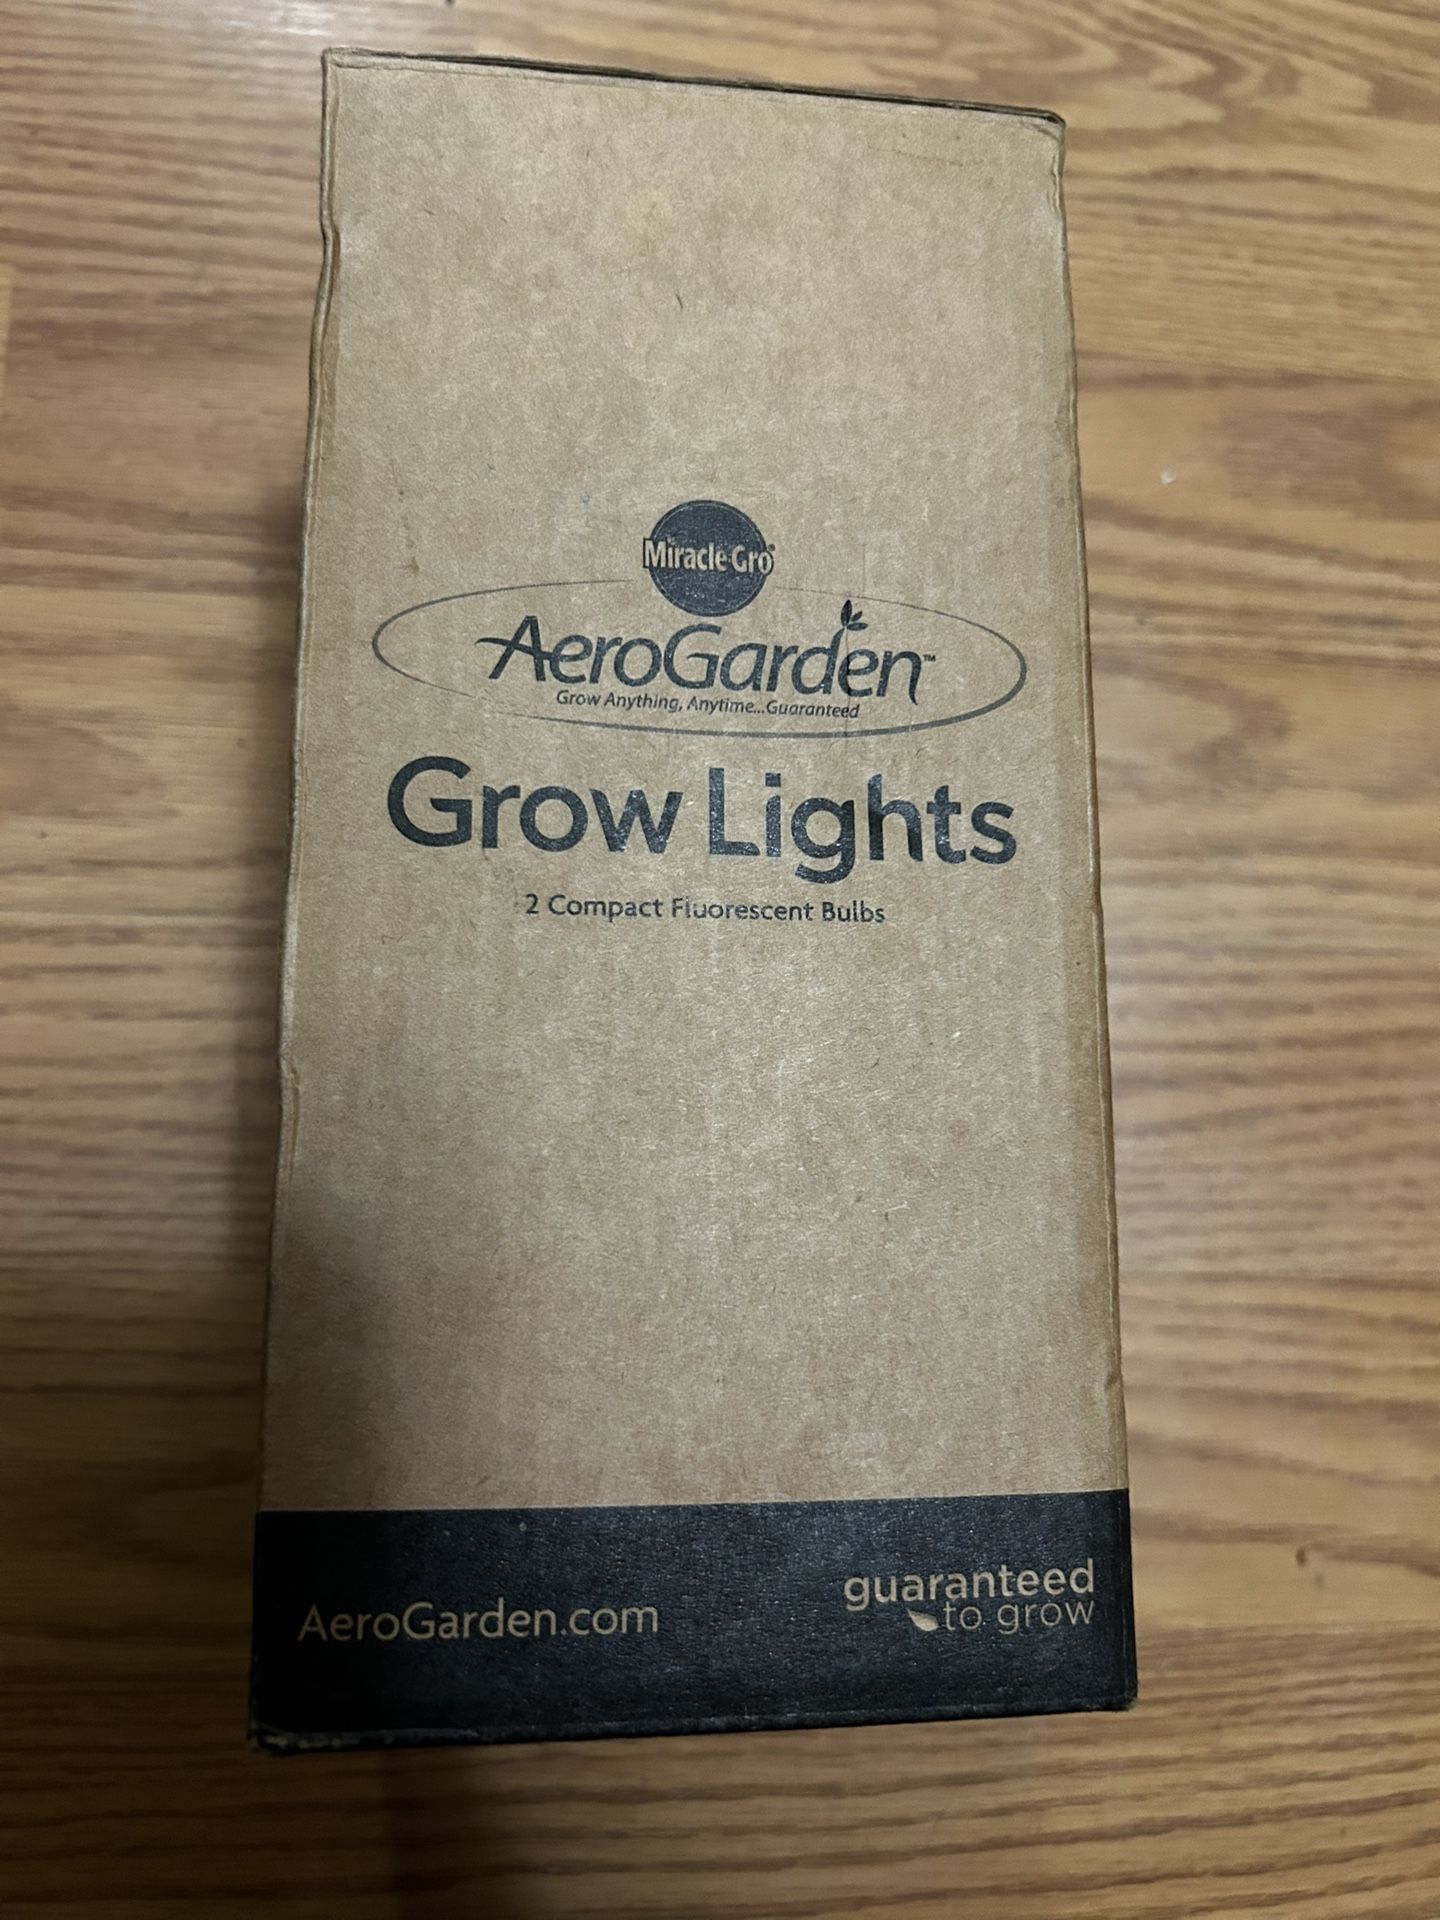 Miracle-Gro®
AeroGarden™
Grow Anything, Anytime...Guaranteed
Grow Lights
2 Compact Fluorescent Bulbs
AeroGarden.com
guaranteed
to grow